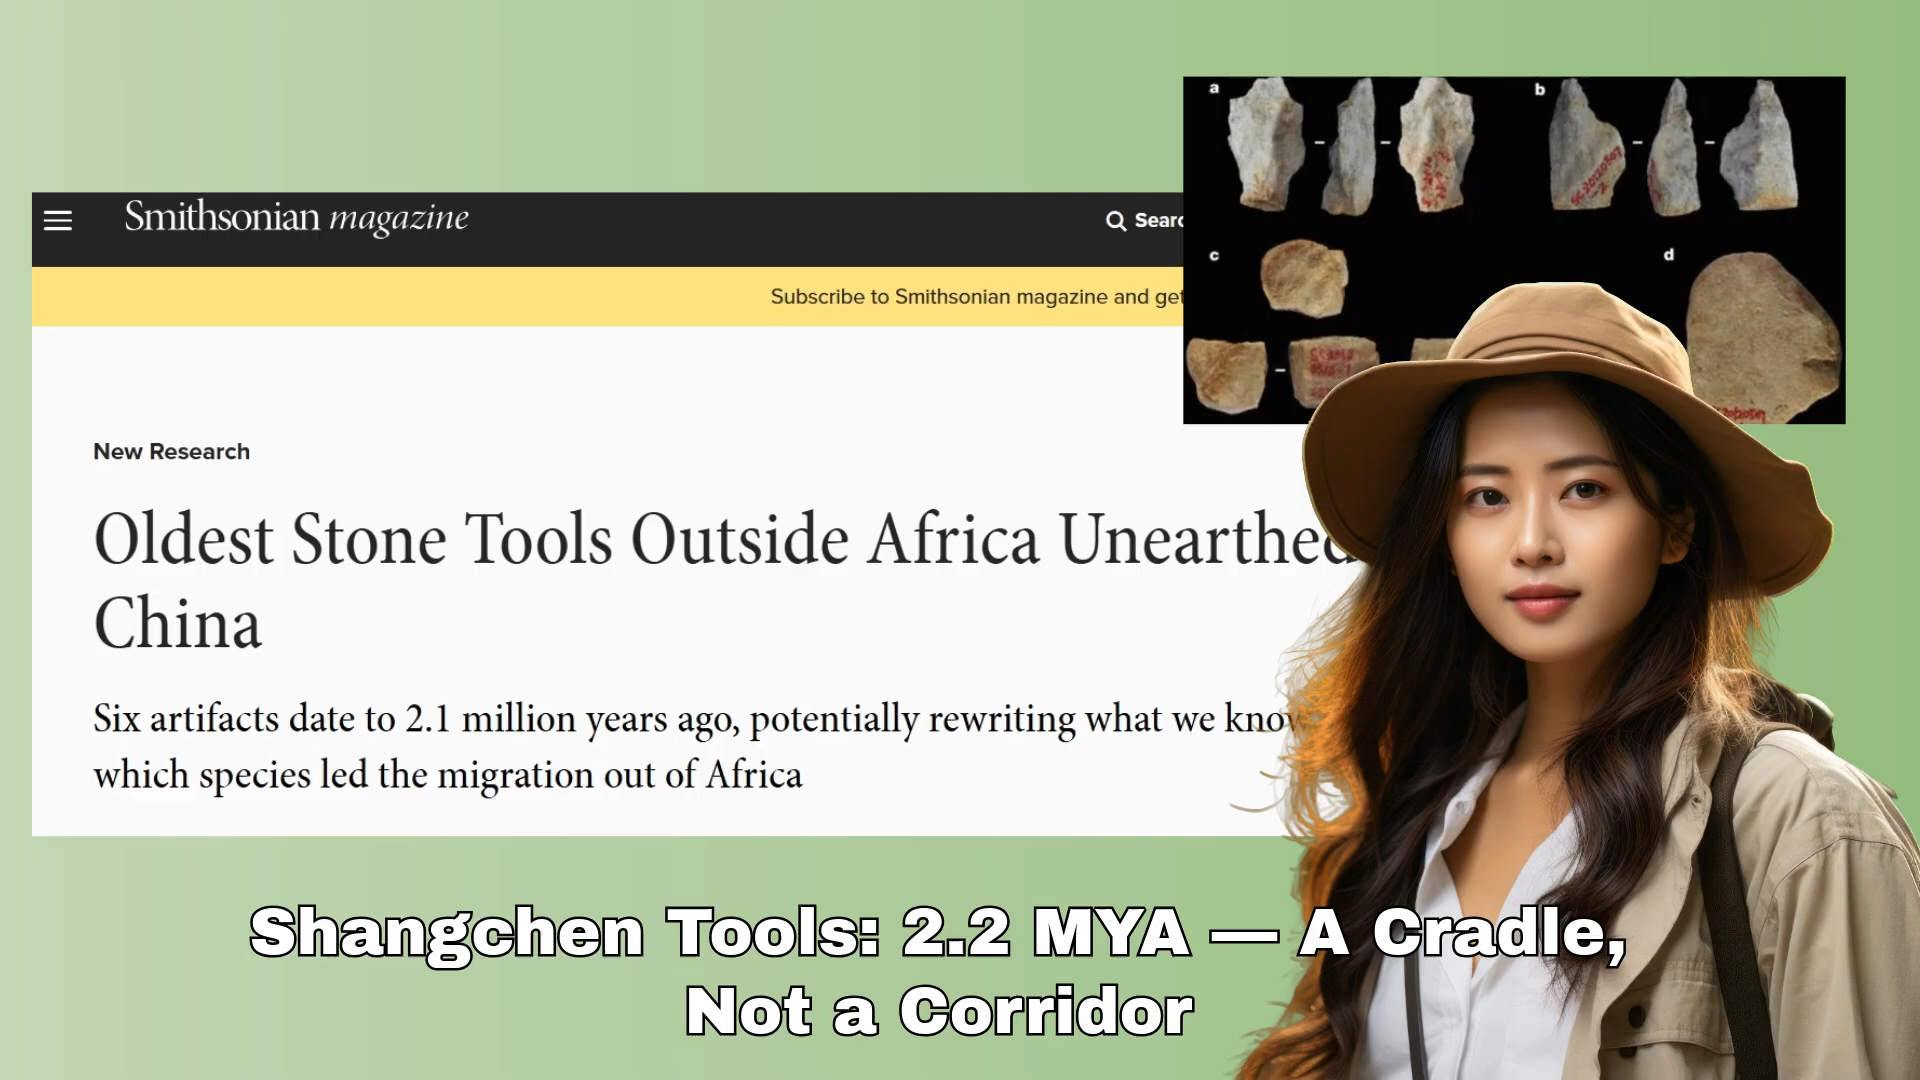 Smithsonian magazine
Searc
Subscribe to Smithsonian magazine and get
New Research
Oldest Stone Tools Outside Africa Unearthed
China
Six artifacts date to 2.1 million years ago, potentially rewriting what we know
which species led the migration out of Africa
a
b
c
d
Shangchen Tools: 2.2 MYA — A Cradle,
Not a Corridor